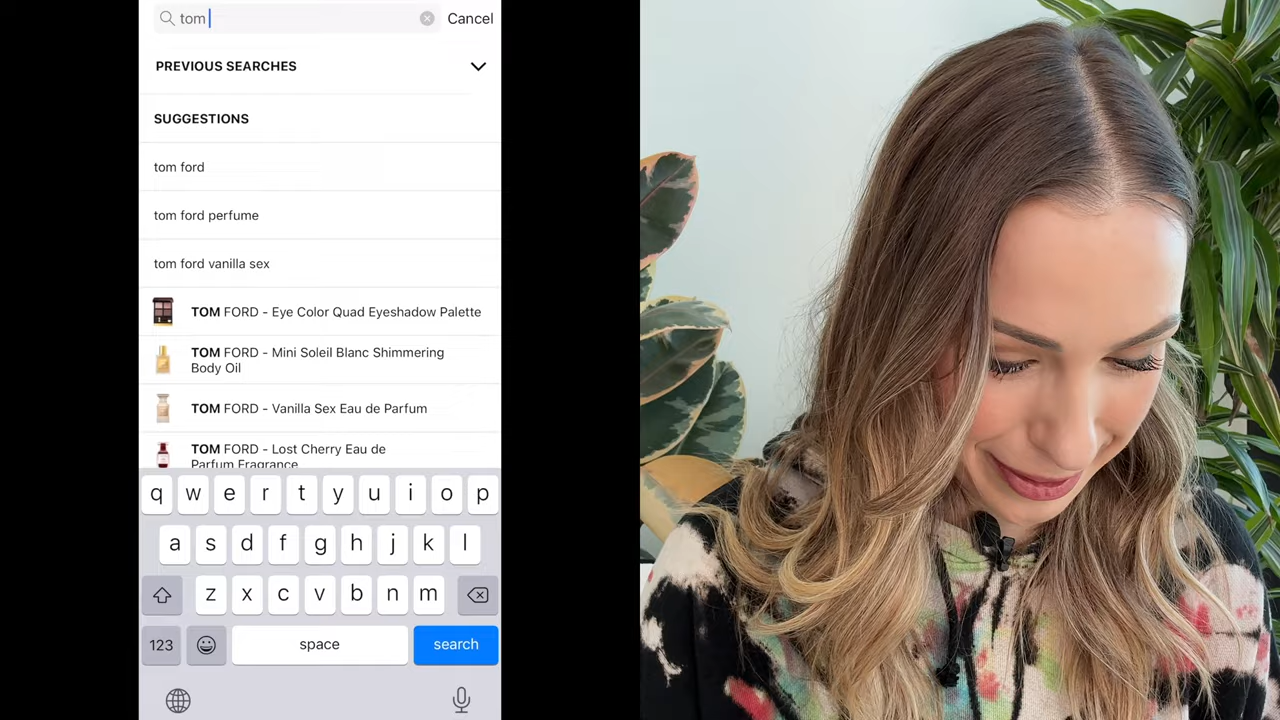 tom
Cancel
PREVIOUS SEARCHES
SUGGESTIONS
tom ford
tom ford perfume
tom ford vanilla sex
TOM FORD - Eye Color Quad Eyeshadow Palette
TOM FORD - Mini Soleil Blanc Shimmering
Body Oil
TOM FORD - Vanilla Sex Eau de Parfum
TOM FORD - Lost Cherry Eau de
Parfum Fragrance
q w e r t y u i o p
a s d f g h j k l
z x c v b n m
123 space search